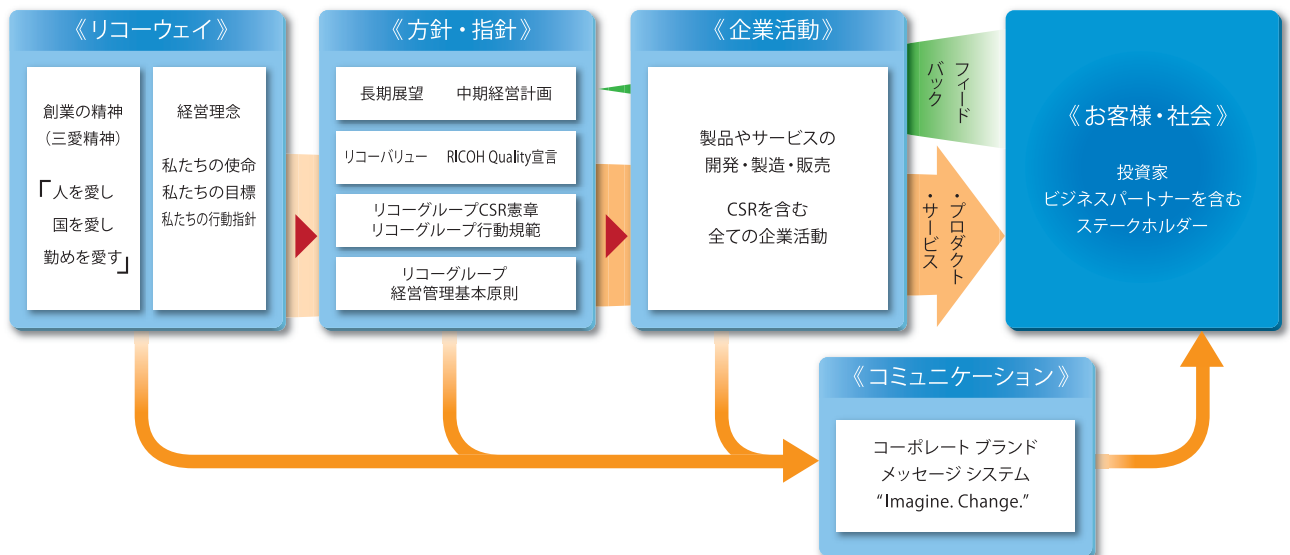 《リコーウェイ》
創業の精神
（三愛精神）
「人を愛し
国を愛し
勤めを愛す」
経営理念
私たちの使命
私たちの目標
私たちの行動指針
《方針・指針》
長期展望 中期経営計画
リコーバリュー RICOH Quality宣言
リコーグループCSR憲章
リコーグループ行動規範
リコーグループ
経営管理基本原則
《企業活動》
製品やサービスの
開発・製造・販売
CSRを含む
全ての企業活動
フィード
バック
・プロダクト
・サービス
《お客様・社会》
投資家
ビジネスパートナーを含む
ステークホルダー
《コミュニケーション》
コーポレート ブランド
メッセージ システム
“Imagine. Change.”